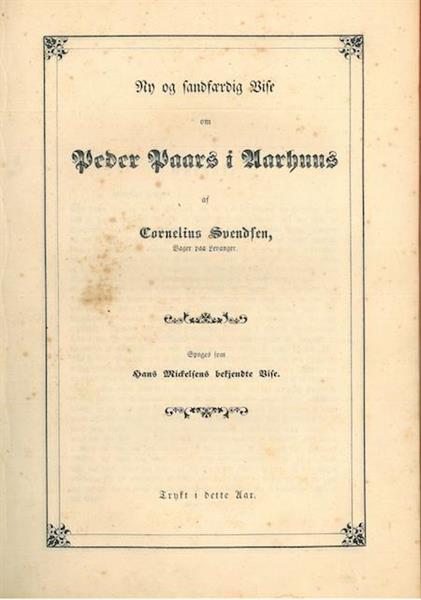 Ny og sandfærdig Vise
om
Peder Paars i Aarhuus
af
Cornelius Svendsen,
Bager paa Levanger.
Synges som
Hans Mickelsens bekjendte Vise.
Trykt i dette Aar.